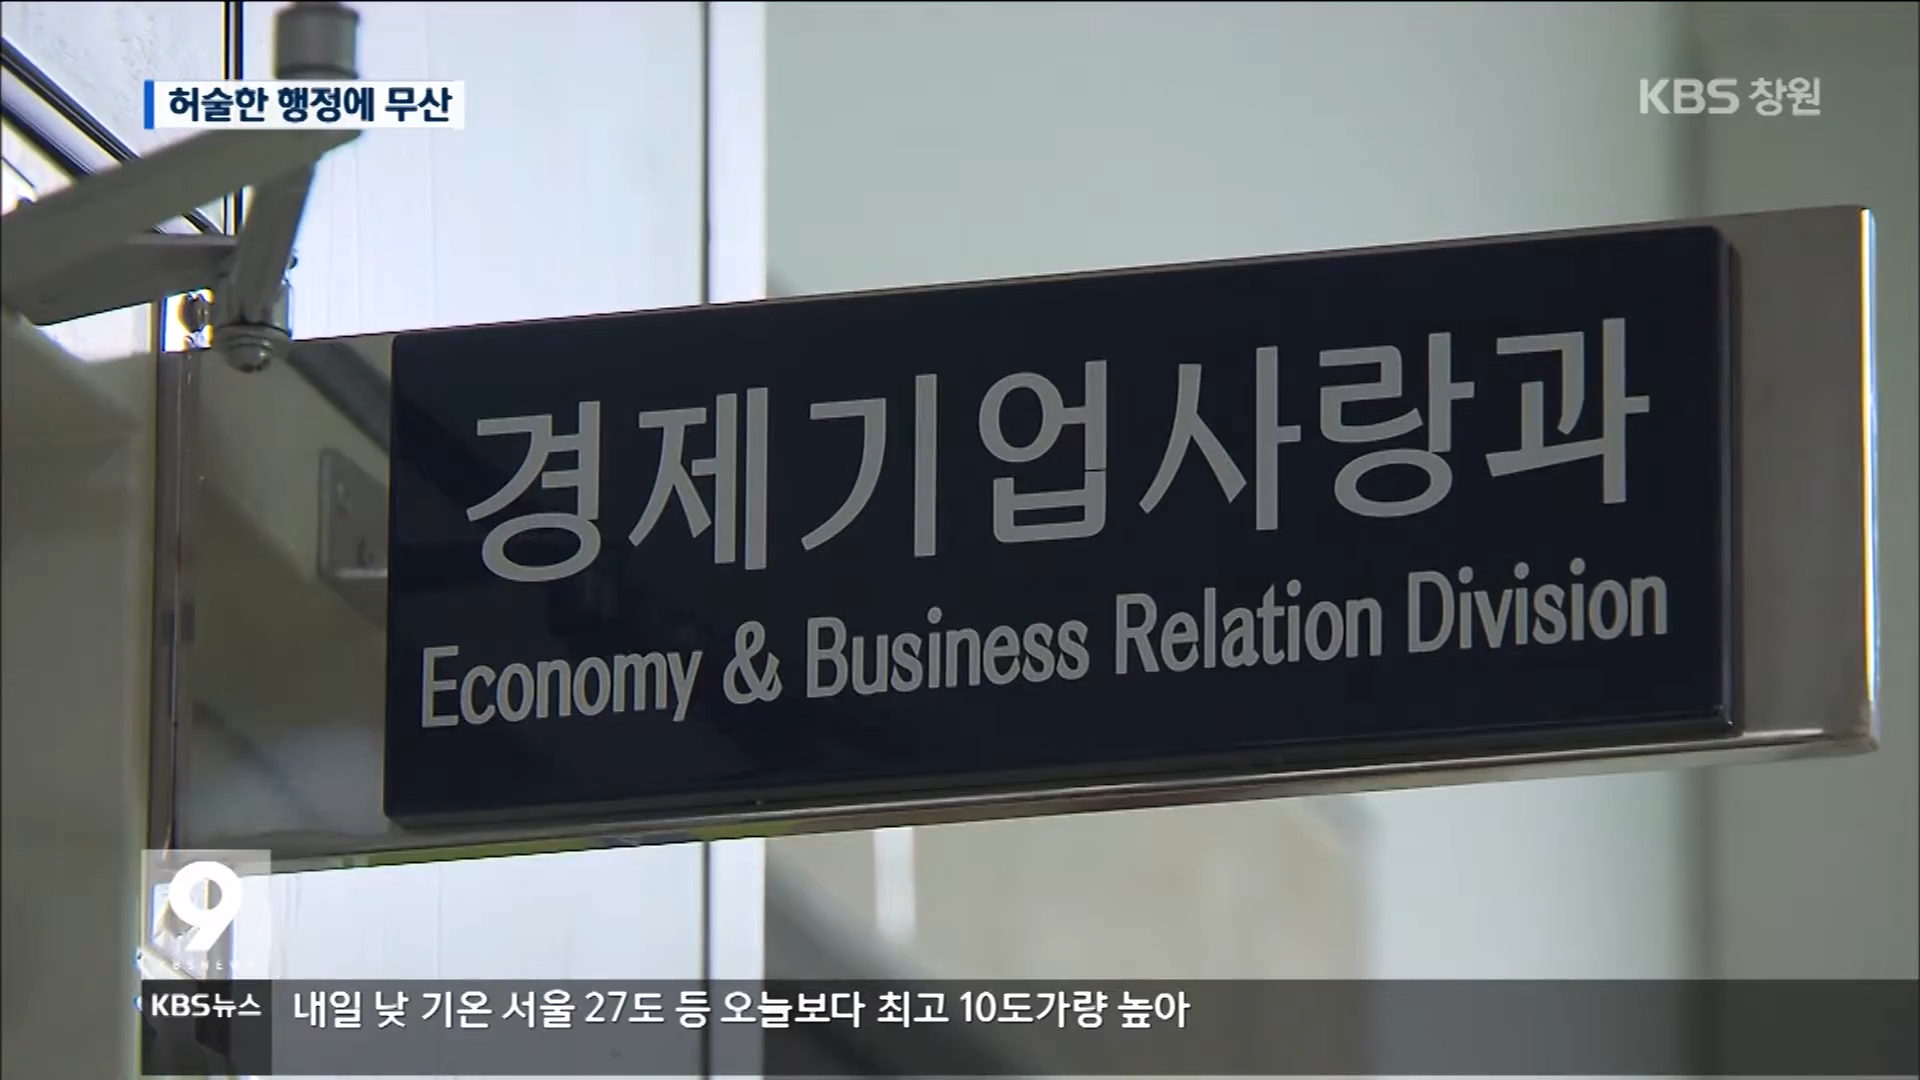 허술한 행정에 무산
KBS 창원
경제기업사랑과
Economy & Business Relation Division
9
KBS NEWS
KBS뉴스
내일 낮 기온 서울 27도 등 오늘보다 최고 10도가량 높아